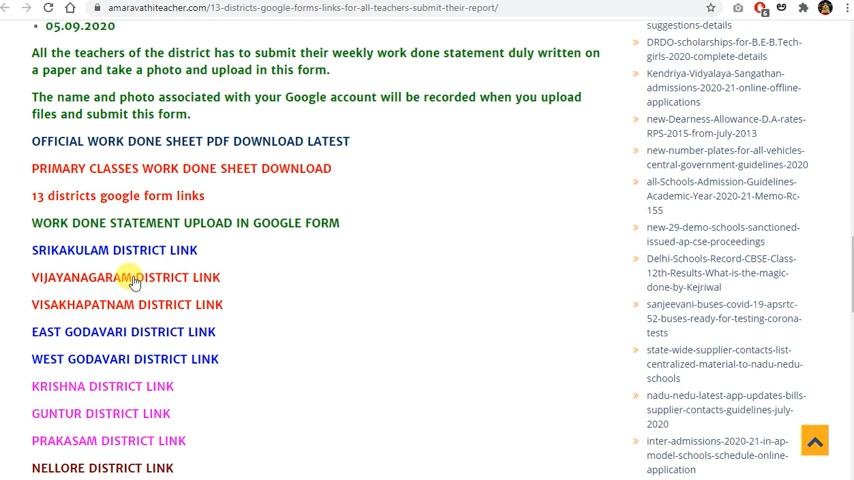 amaravathiteacher.com/13-districts-google-forms-links-for-all-teachers-submit-their-report/
05.09.2020
All the teachers of the district has to submit their weekly work done statement duly written on
a paper and take a photo and upload in this form.
The name and photo associated with your Google account will be recorded when you upload
files and submit this form.
OFFICIAL WORK DONE SHEET PDF DOWNLOAD LATEST
PRIMARY CLASSES WORK DONE SHEET DOWNLOAD
13 districts google form links
WORK DONE STATEMENT UPLOAD IN GOOGLE FORM
SRIKAKULAM DISTRICT LINK
VIJAYANAGARAM DISTRICT LINK
VISAKHAPATNAM DISTRICT LINK
EAST GODAVARI DISTRICT LINK
WEST GODAVARI DISTRICT LINK
KRISHNA DISTRICT LINK
GUNTUR DISTRICT LINK
PRAKASAM DISTRICT LINK
NELLORE DISTRICT LINK
suggestions-details
DRDO-scholarships-for-B.E-B.Tech-
girls-2020-complete-details
Kendriya-Vidyalaya-Sangathan-
admissions-2020-21-online-offline-
applications
new-Dearness-Allowance-D.A-rates-
RPS-2015-from-july-2013
new-number-plates-for-all-vehicles-
central-government-guidelines-2020
all-Schools-Admission-Guidelines-
Academic-Year-2020-21-Memo-Rc-
155
new-29-demo-schools-sanctioned-
issued-ap-cse-proceedings
Delhi-Schools-Record-CBSE-Class-
12th-Results-What-is-the-magic-
done-by-Kejriwal
sanjeevani-buses-covid-19-apsrtc-
52-buses-ready-for-testing-corona-
tests
state-wide-supplier-contacts-list-
centralized-material-to-nadu-nedu-
schools
nadu-nedu-latest-app-updates-bills-
supplier-contacts-guidelines-july-
2020
inter-admissions-2020-21-in-ap-
model-schools-schedule-online-
application